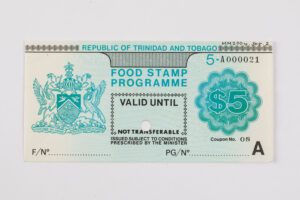 REPUBLIC OF TRINIDAD AND TOBAGO
5-A000021
FOOD STAMP
PROGRAMME
VALID UNTIL
NOT TRANSFERABLE
ISSUED SUBJECT TO CONDITIONS
PRESCRIBED BY THE MINISTER
$5
Coupon No. 08
F/Nº
PG/Nº
A